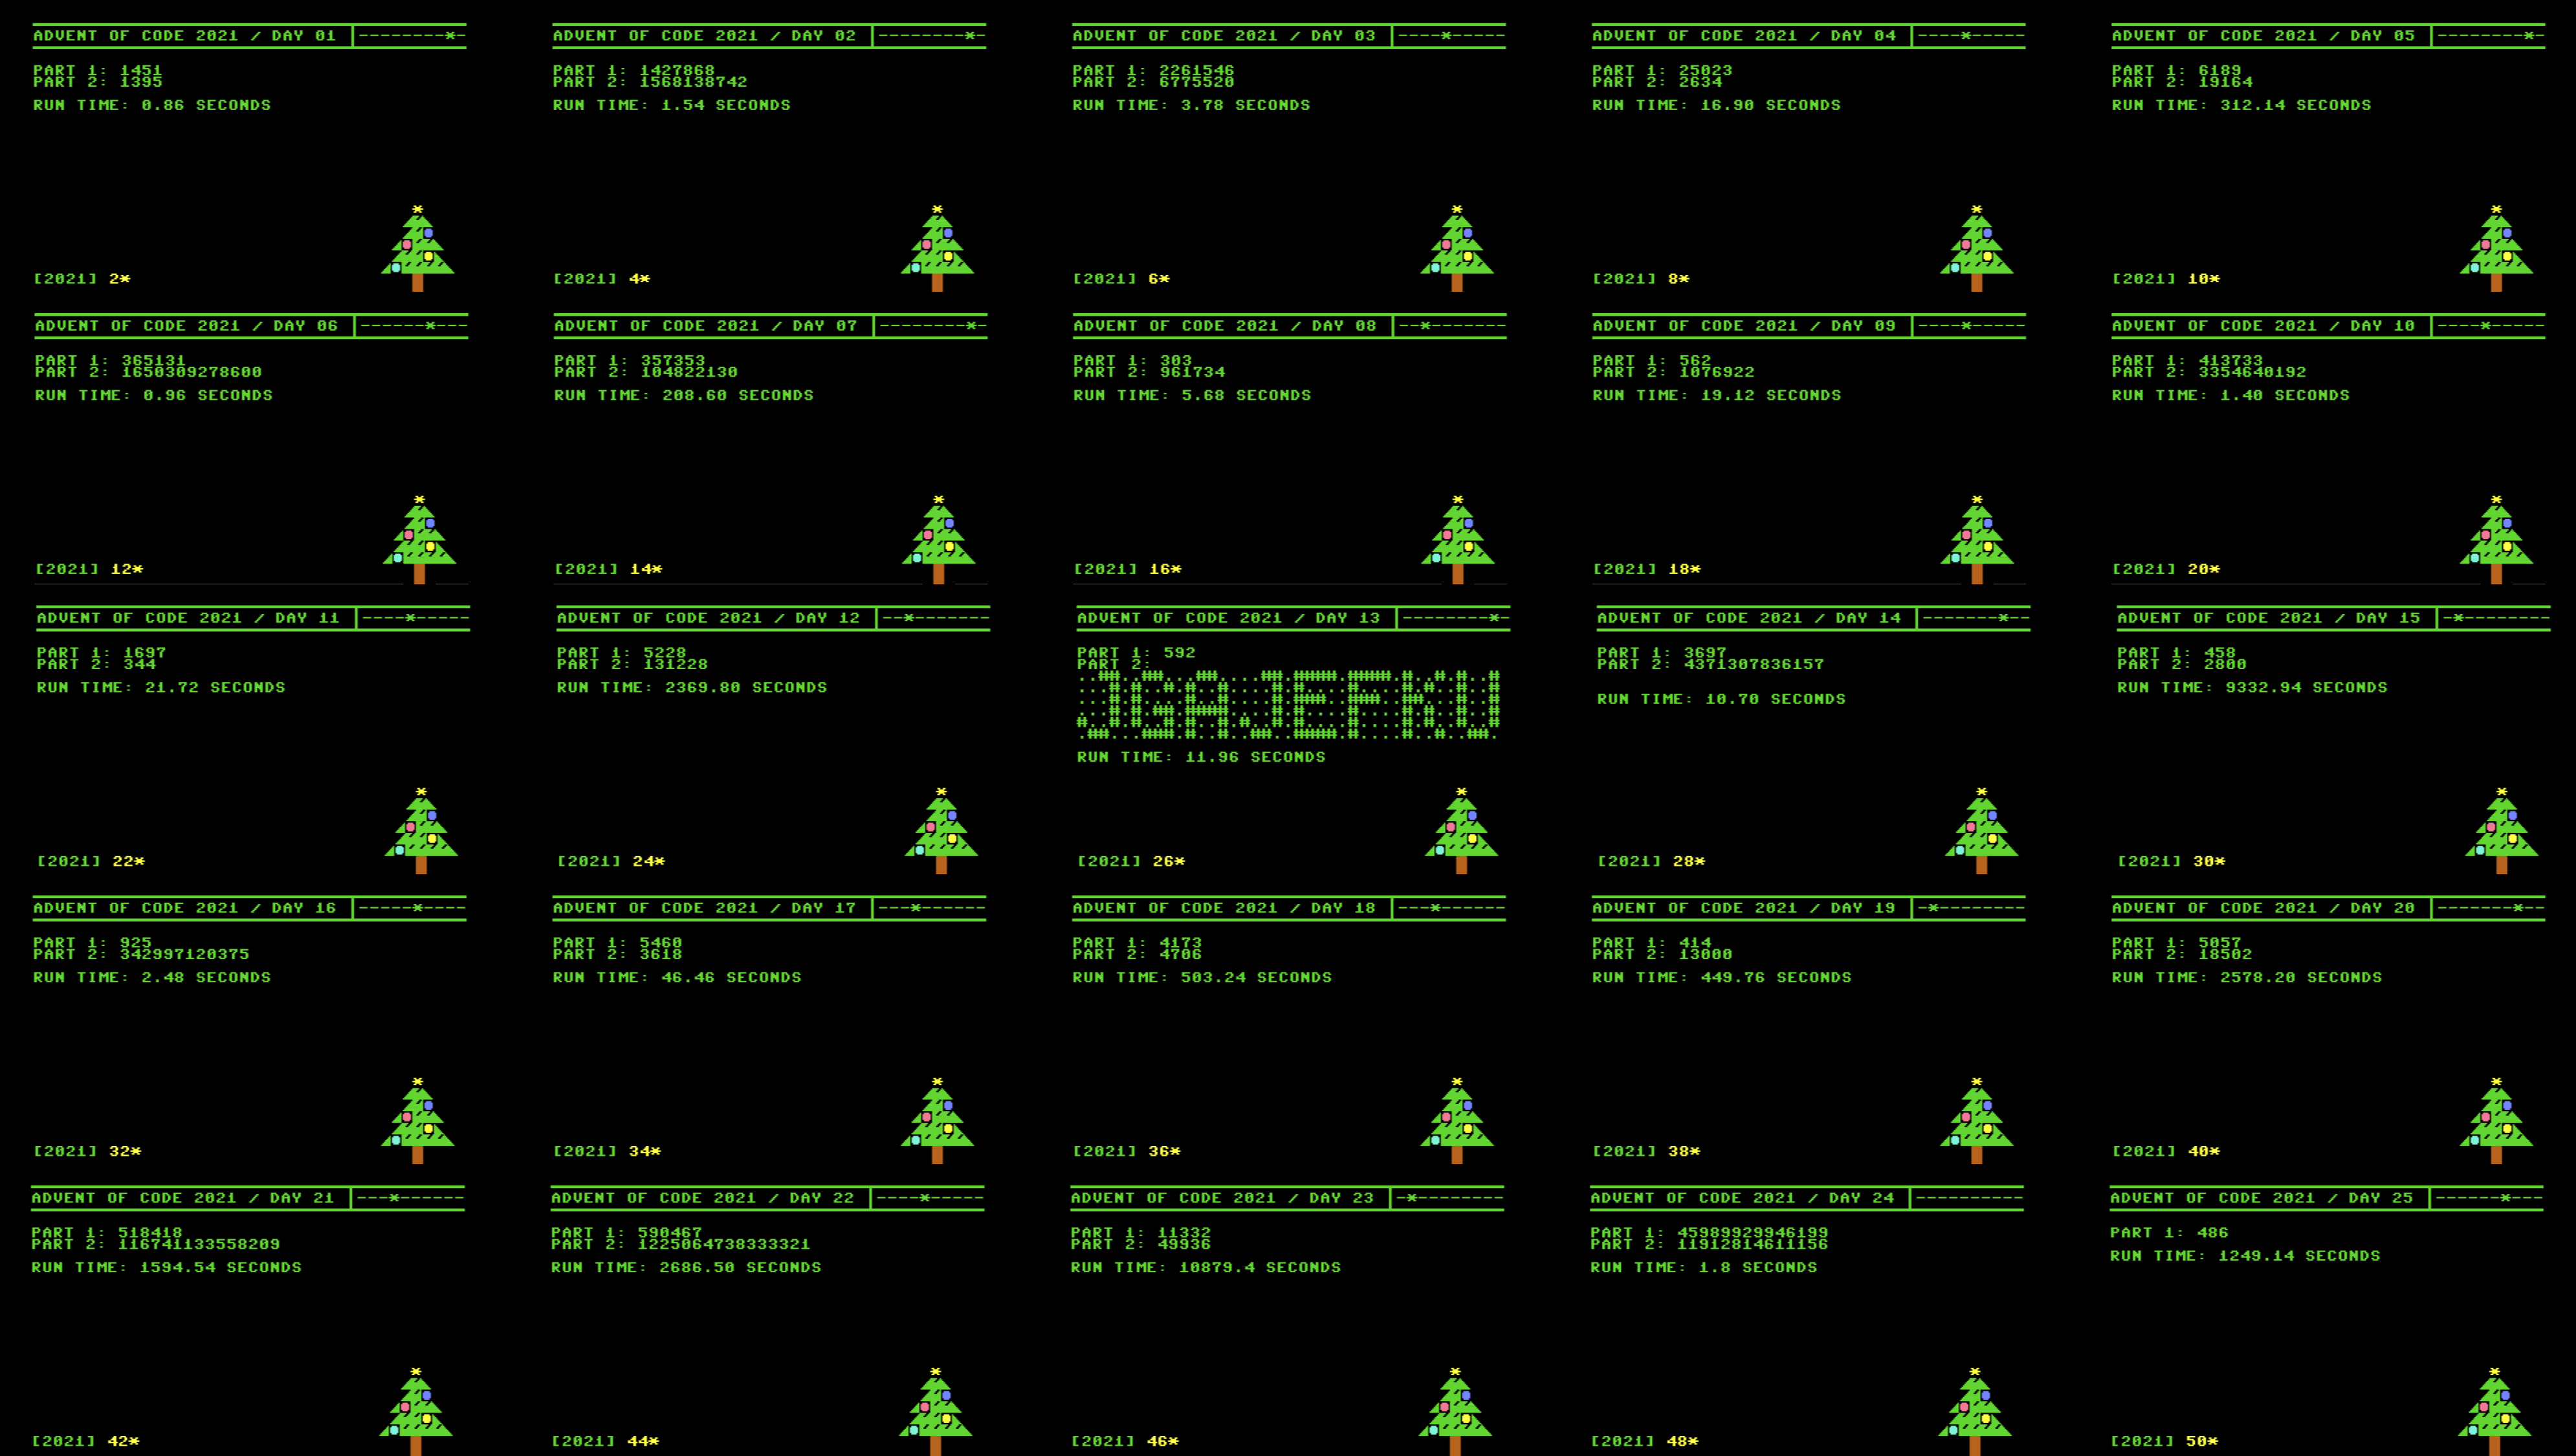 ADVENT OF CODE 2021 / DAY 01 |--------*-
PART 1: 1451
PART 2: 1395
RUN TIME: 0.86 SECONDS
[2021] 2*
ADVENT OF CODE 2021 / DAY 02 |--------*-
PART 1: 1427868
PART 2: 1568138742
RUN TIME: 1.54 SECONDS
[2021] 4*
ADVENT OF CODE 2021 / DAY 03 |----*-----
PART 1: 2261546
PART 2: 6775520
RUN TIME: 3.78 SECONDS
[2021] 6*
ADVENT OF CODE 2021 / DAY 04 |----*-----
PART 1: 25023
PART 2: 2634
RUN TIME: 16.90 SECONDS
[2021] 8*
ADVENT OF CODE 2021 / DAY 05 |--------*-
PART 1: 6189
PART 2: 19164
RUN TIME: 312.14 SECONDS
[2021] 10*
ADVENT OF CODE 2021 / DAY 06 |------*---
PART 1: 365131
PART 2: 1650309278600
RUN TIME: 0.96 SECONDS
[2021] 12*
ADVENT OF CODE 2021 / DAY 07 |--------*-
PART 1: 357353
PART 2: 104822130
RUN TIME: 208.60 SECONDS
[2021] 14*
ADVENT OF CODE 2021 / DAY 08 |--*-------
PART 1: 303
PART 2: 961734
RUN TIME: 5.68 SECONDS
[2021] 16*
ADVENT OF CODE 2021 / DAY 09 |----*-----
PART 1: 562
PART 2: 1076922
RUN TIME: 19.12 SECONDS
[2021] 18*
ADVENT OF CODE 2021 / DAY 10 |----*-----
PART 1: 413733
PART 2: 3354640192
RUN TIME: 1.40 SECONDS
[2021] 20*
ADVENT OF CODE 2021 / DAY 11 |----*-----
PART 1: 1697
PART 2: 344
RUN TIME: 21.72 SECONDS
[2021] 22*
ADVENT OF CODE 2021 / DAY 12 |--*-------
PART 1: 5228
PART 2: 131228
RUN TIME: 2369.80 SECONDS
[2021] 24*
ADVENT OF CODE 2021 / DAY 13 |--------*-
PART 1: 592
PART 2:
..##..##...##....##.####.####.#..#.#..#
...#.#..#.#..#....#.#....#....#.#..#..#
...#.#....#..#....#.###..###..##...#..#
...#.#.##.####....#.#....#....#.#..#..#
#..#.#..#.#..#.#..#.#....#....#.#..#..#
.##...###.#..#..##..####.#....#..#..##.
RUN TIME: 11.96 SECONDS
[2021] 26*
ADVENT OF CODE 2021 / DAY 14 |-------*--
PART 1: 3697
PART 2: 4371307836157
RUN TIME: 10.70 SECONDS
[2021] 28*
ADVENT OF CODE 2021 / DAY 15 |-*--------
PART 1: 458
PART 2: 2800
RUN TIME: 9332.94 SECONDS
[2021] 30*
ADVENT OF CODE 2021 / DAY 16 |-----*----
PART 1: 925
PART 2: 342997120375
RUN TIME: 2.48 SECONDS
[2021] 32*
ADVENT OF CODE 2021 / DAY 17 |---*------
PART 1: 5460
PART 2: 3618
RUN TIME: 46.46 SECONDS
[2021] 34*
ADVENT OF CODE 2021 / DAY 18 |---*------
PART 1: 4173
PART 2: 4706
RUN TIME: 503.24 SECONDS
[2021] 36*
ADVENT OF CODE 2021 / DAY 19 |-*--------
PART 1: 414
PART 2: 13000
RUN TIME: 449.76 SECONDS
[2021] 38*
ADVENT OF CODE 2021 / DAY 20 |-------*--
PART 1: 5057
PART 2: 18502
RUN TIME: 2578.20 SECONDS
[2021] 40*
ADVENT OF CODE 2021 / DAY 21 |---*------
PART 1: 518418
PART 2: 116741133558209
RUN TIME: 1594.54 SECONDS
[2021] 42*
ADVENT OF CODE 2021 / DAY 22 |----*-----
PART 1: 590467
PART 2: 1225064738333321
RUN TIME: 2686.50 SECONDS
[2021] 44*
ADVENT OF CODE 2021 / DAY 23 |-*--------
PART 1: 11332
PART 2: 49936
RUN TIME: 10879.4 SECONDS
[2021] 46*
ADVENT OF CODE 2021 / DAY 24 |----------
PART 1: 45989929946199
PART 2: 11912814611156
RUN TIME: 1.8 SECONDS
[2021] 48*
ADVENT OF CODE 2021 / DAY 25 |------*---
PART 1: 486
RUN TIME: 1249.14 SECONDS
[2021] 50*